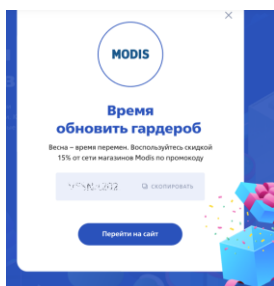 MODIS
Время
обновить гардероб
Весна – время перемен. Воспользуйтесь скидкой
15% от сети магазинов Modis по промокоду
скопировать
Перейти на сайт